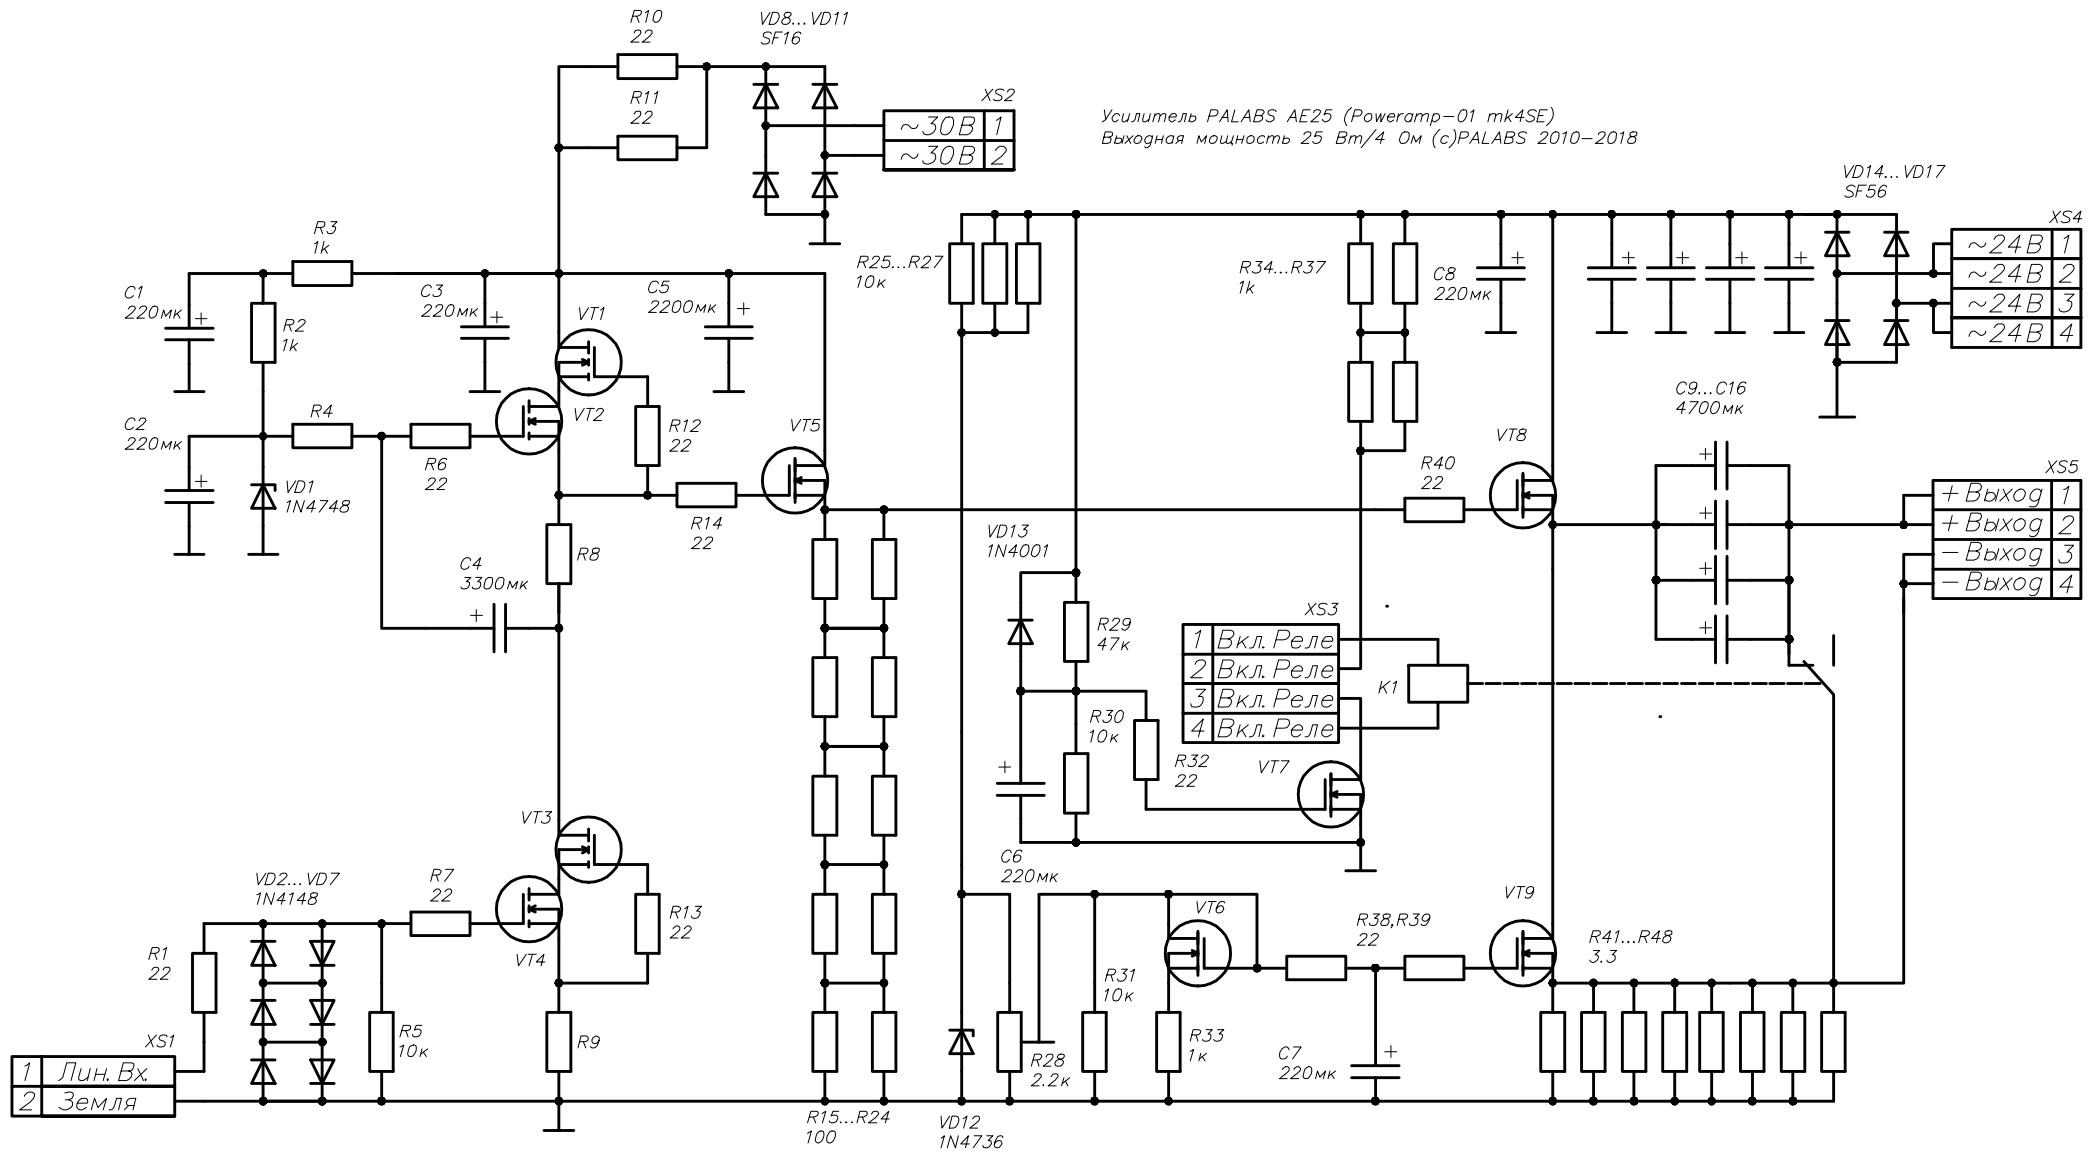 R10
22
VD8...VD11
SF16
R11
22
XS2
~30В 1
~30В 2
Усилитель PALABS AE25 (Poweramp-01 mk4SE)
Выходная мощность 25 Вт/4 Ом (c)PALABS 2010-2018
VD14...VD17
SF56
XS4
~24В 1
~24В 2
~24В 3
~24В 4
R3
1k
C1
220мк
+
R2
1k
C3
220мк
+
VT1
C5
2200мк
+
R25...R27
10к
R34...R37
1k
C8
220мк
+
+
+
+
+
C2
220мк
+
R4
R6
22
VD1
1N4748
VT2
R12
22
VT5
R14
22
C9...C16
4700мк
+
+
+
+
VT8
R40
22
XS5
+Выход 1
+Выход 2
-Выход 3
-Выход 4
R8
C4
3300мк
+
VD13
1N4001
R29
47к
XS3
1 Вкл. Реле
2 Вкл. Реле
3 Вкл. Реле
4 Вкл. Реле
K1
R30
10к
R32
22
VT7
+
C6
220мк
VT3
VD2...VD7
1N4148
R7
22
R13
22
VT4
R1
22
R5
10к
R9
XS1
1 Лин. Вх.
2 Земля
VT6
R38,R39
22
VT9
R41...R48
3.3
R31
10к
R33
1к
R28
2.2к
C7
220мк
+
R15...R24
100
VD12
1N4736